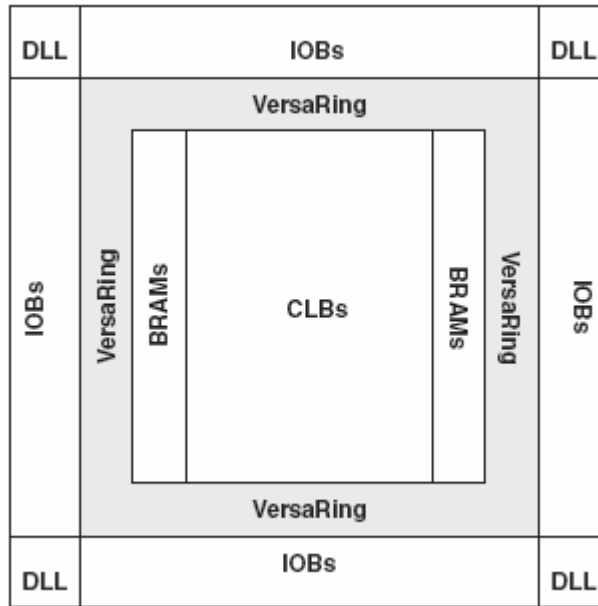 DLL
IOBs
DLL
VersaRing
IOBs
VersaRing
BRAMs
CLBs
BRAMs
VersaRing
IOBs
VersaRing
DLL
IOBs
DLL